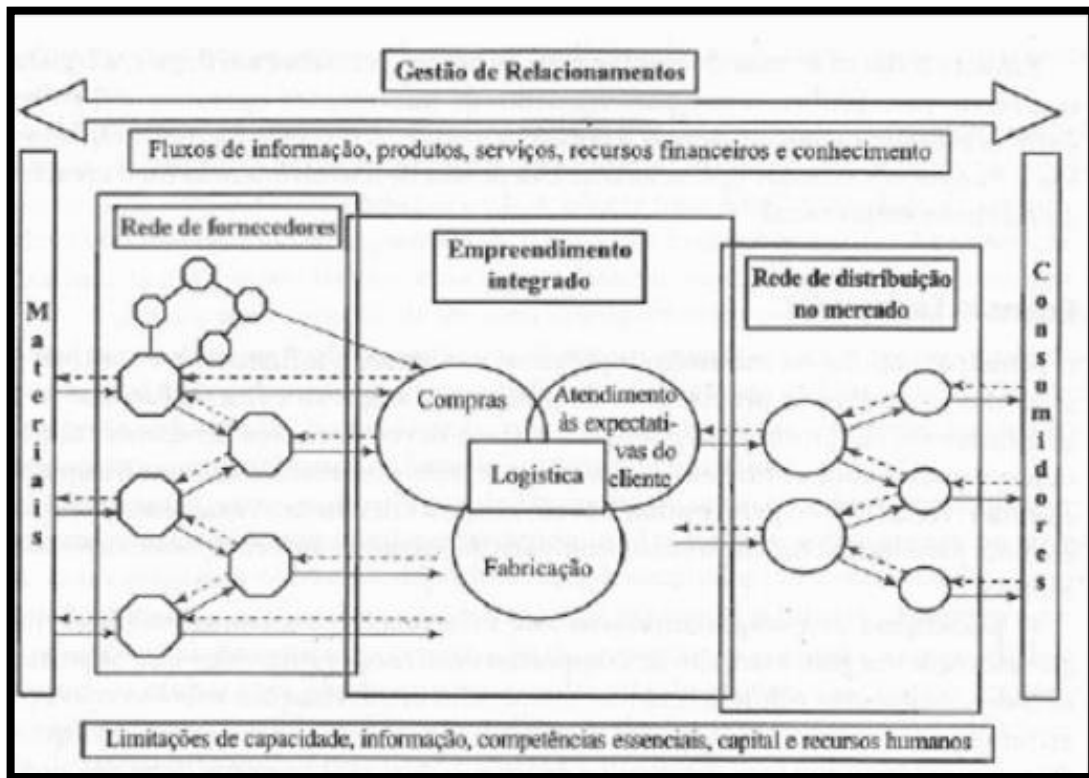 Gestão de Relacionamentos
Fluxos de informação, produtos, serviços, recursos financeiros e conhecimento
Materiais
Rede de fornecedores
Empreendimento
integrado
Rede de distribuição
no mercado
Consumidores
Compras
Atendimento
às expectati-
vas do
cliente
Logística
Fabricação
Limitações de capacidade, informação, competências essenciais, capital e recursos humanos